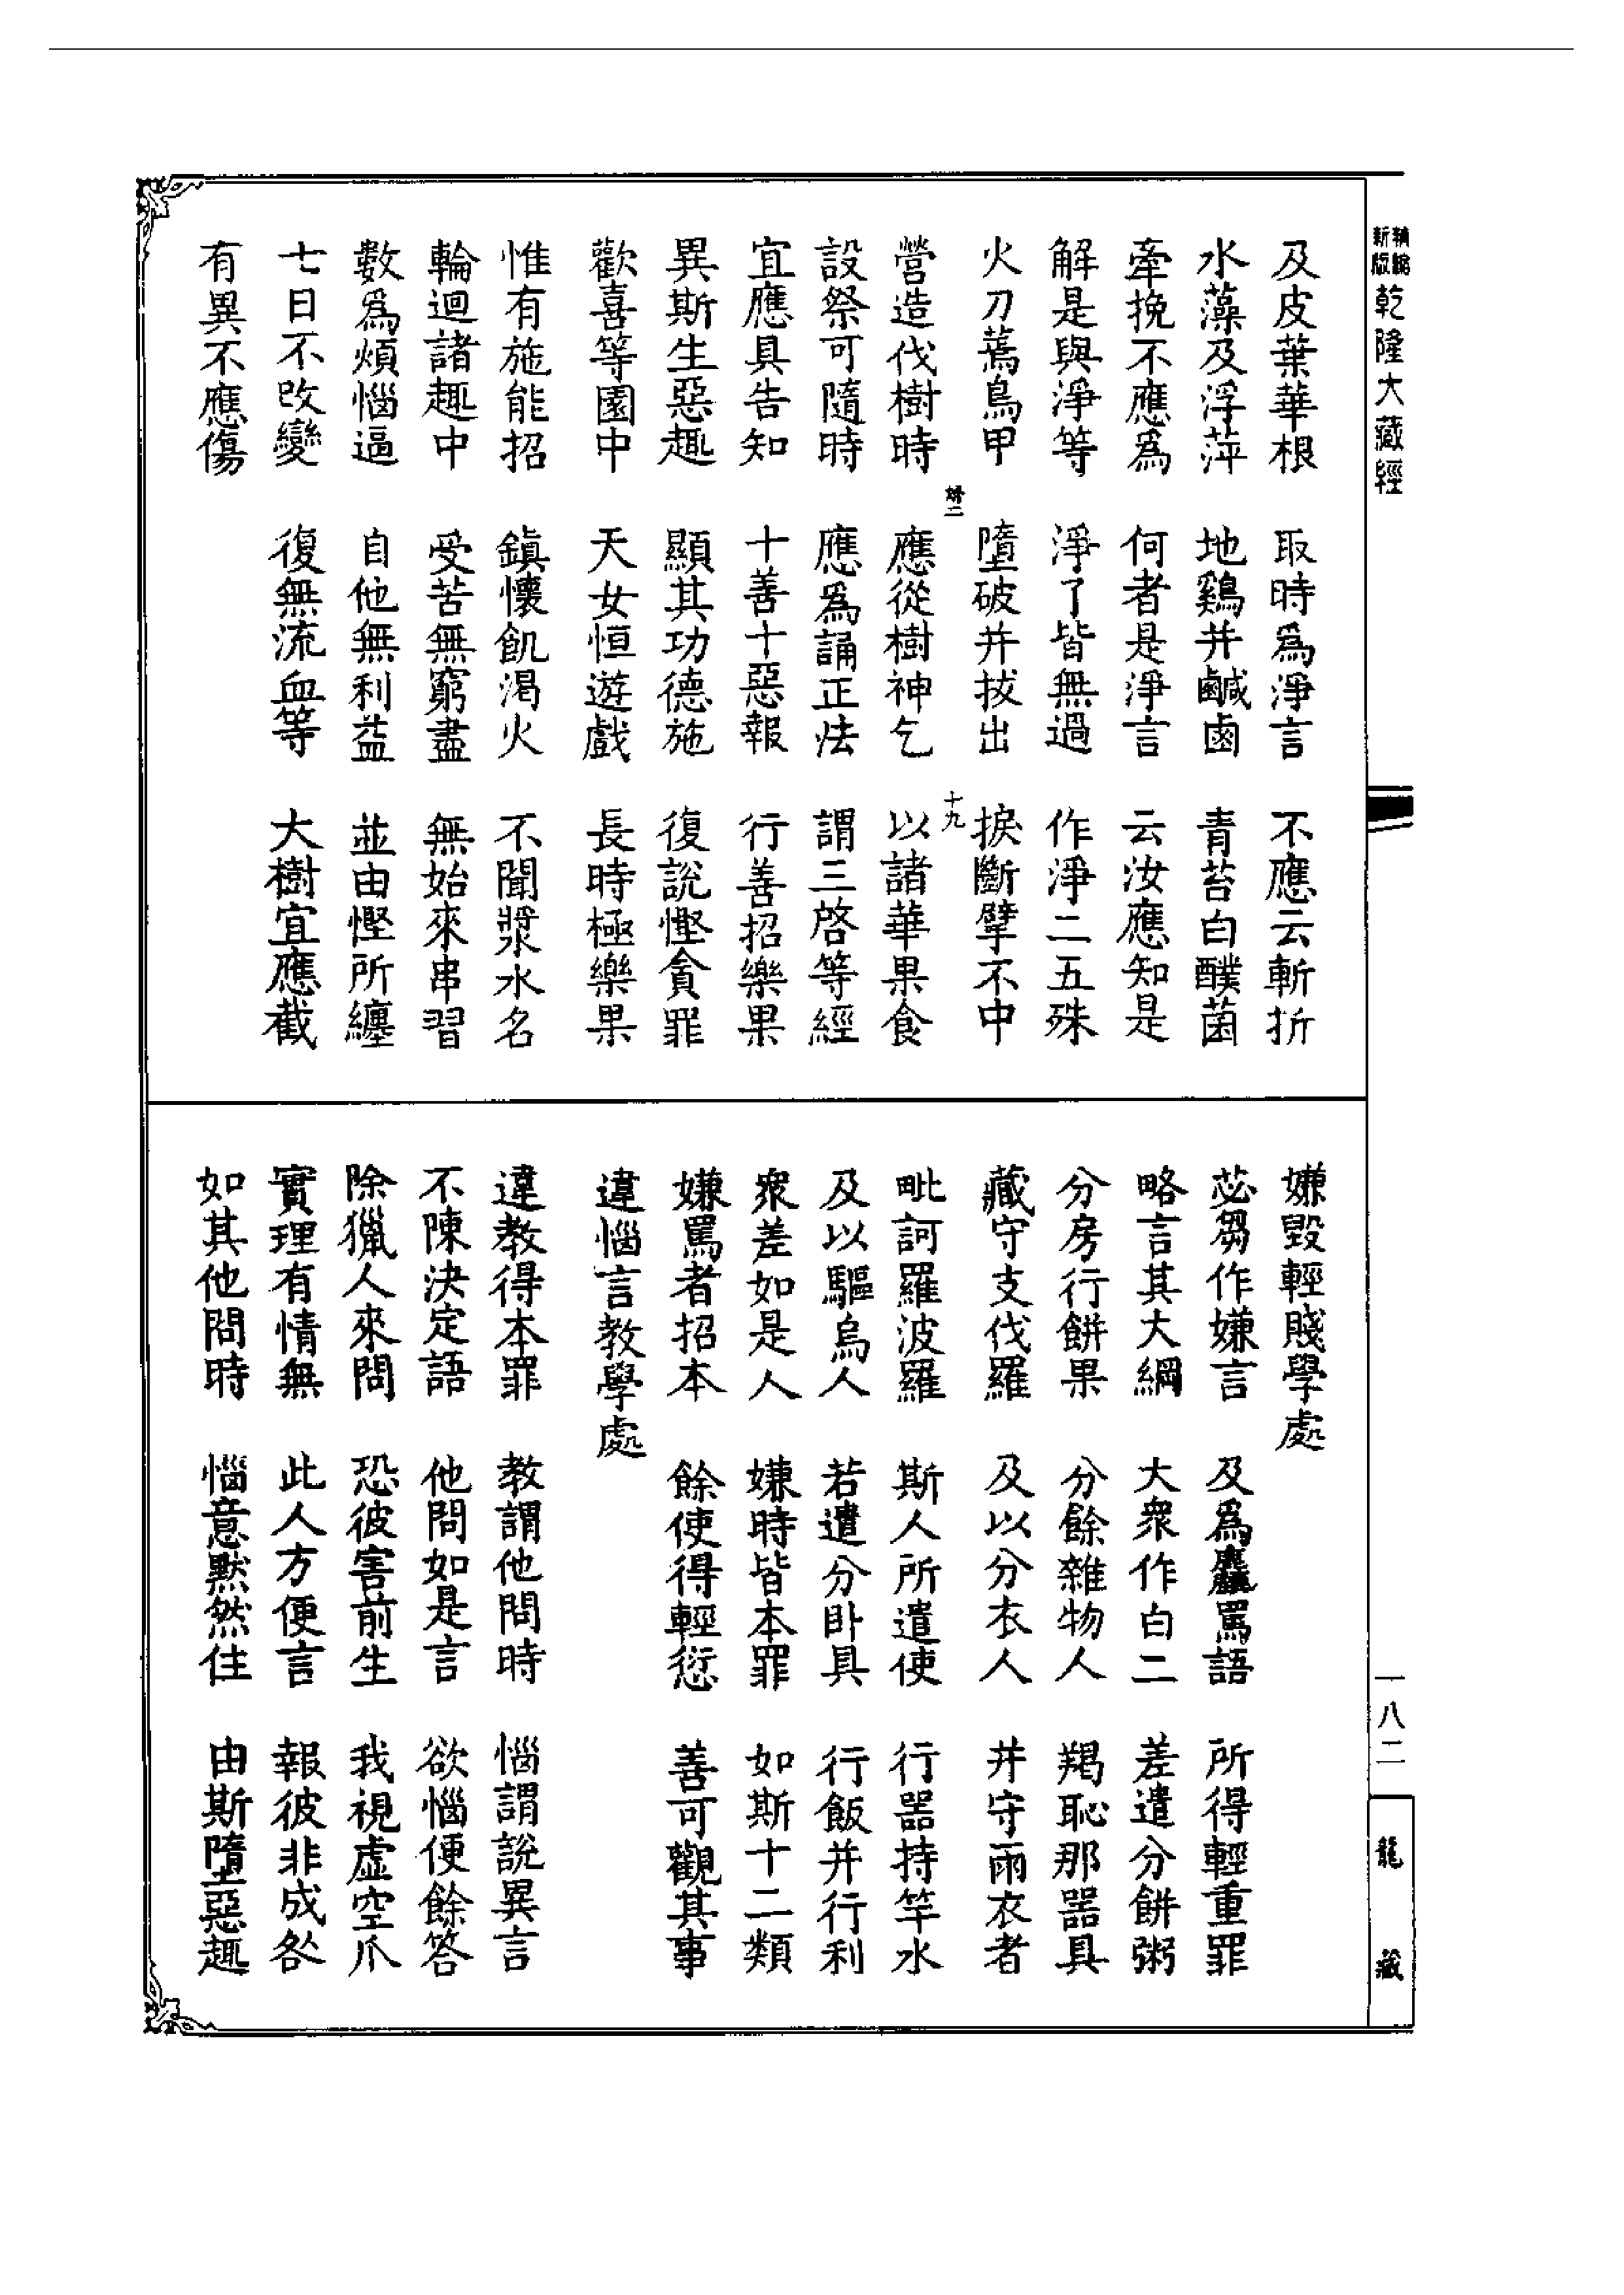 新版
乾隆大藏經
及皮葉華根　取時爲淨言　不應云斬折
水藻及浮萍　地鷄并鹹鹵　青苔白醭菌
牽挽不應爲　何者是淨言　云汝應知是
解是與淨等　淨了皆無過　作淨二五殊
火刀蔫鳥甲　墮破并拔出　捩斷擘不中
十九
營造伐樹時　應從樹神乞　以諸華果食
設祭可隨時　應爲誦正法　謂三啓等經
宜應具告知　十善十惡報　行善招樂果
異斯生惡趣　顯其功德施　復說慳貪罪
歡喜等園中　天女恒遊戲　長時極樂果
惟有施能招　鎮懷飢渴火　不聞漿水名
輪迴諸趣中　受苦無窮盡　無始來串習
數爲煩惱逼　自他無利益　並由慳所纏
七日不改變　復無流血等　大樹宜應截
有異不應傷
嫌毀輕賤學處
苾芻作嫌言　及爲麤罵語　所得輕重罪
略言其大綱　大衆作白二　差遣分餅粥
分房行餅果　分餘雜物人　羯恥那器具
藏守支伐羅　及以分衣人　并守雨衣者
毗訶羅波羅　斯人所遣使　行器持竿水
及以驅烏人　若遣分卧具　行飯并行利
衆差如是人　嫌時皆本罪　如斯十二類
嫌罵者招本　餘使得輕愆　善可觀其事
違惱言教學處
違教得本罪　教謂他問時　惱謂說異言
不陳決定語　他問如是言　欲惱便餘答
除獵人來問　恐彼害前生　我視虛空爪
實理有情無　此人方便言　報彼非成咎
如其他問時　惱意默然住　由斯墮惡趣
一八二
龍藏